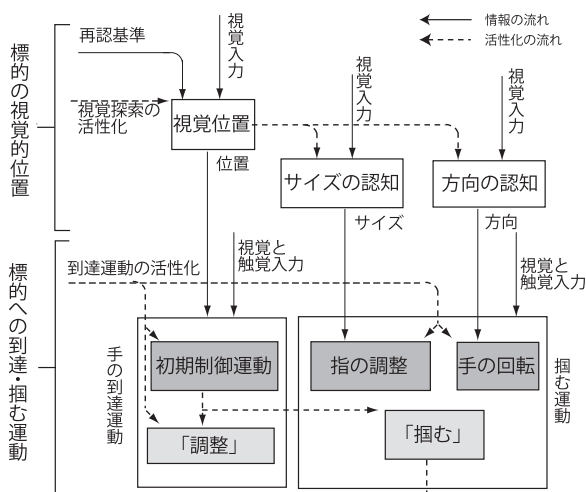 情報の流れ
活性化の流れ
標的の視覚的位置
再認基準
視覚入力
視覚探索の
活性化
視覚位置
視覚入力
視覚入力
位置
サイズの認知
方向の認知
サイズ
方向
標的への到達・掴む運動
到達運動の活性化
視覚と
触覚入力
視覚と
触覚入力
手の到達運動
初期制御運動
指の調整
手の回転
掴む運動
「調整」
「掴む」